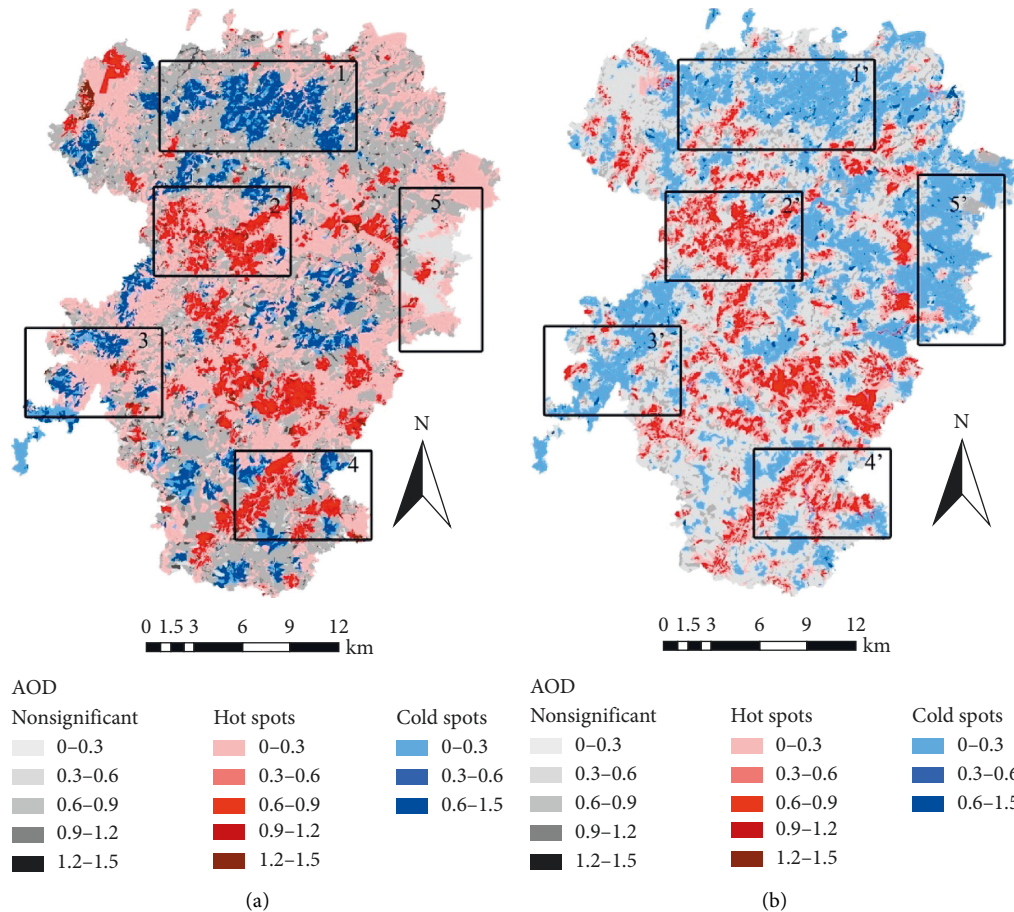 1
2
5
3
4
N
0 1.5 3 6 9 12
km
AOD
Nonsignificant Hot spots Cold spots
0–0.3 0–0.3 0–0.3
0.3–0.6 0.3–0.6 0.3–0.6
0.6–0.9 0.6–0.9 0.6–1.5
0.9–1.2 0.9–1.2
1.2–1.5 1.2–1.5
(a)
1'
2'
5'
3'
4'
N
0 1.5 3 6 9 12
km
AOD
Nonsignificant Hot spots Cold spots
0–0.3 0–0.3 0–0.3
0.3–0.6 0.3–0.6 0.3–0.6
0.6–0.9 0.6–0.9 0.6–1.5
0.9–1.2 0.9–1.2
1.2–1.5 1.2–1.5
(b)